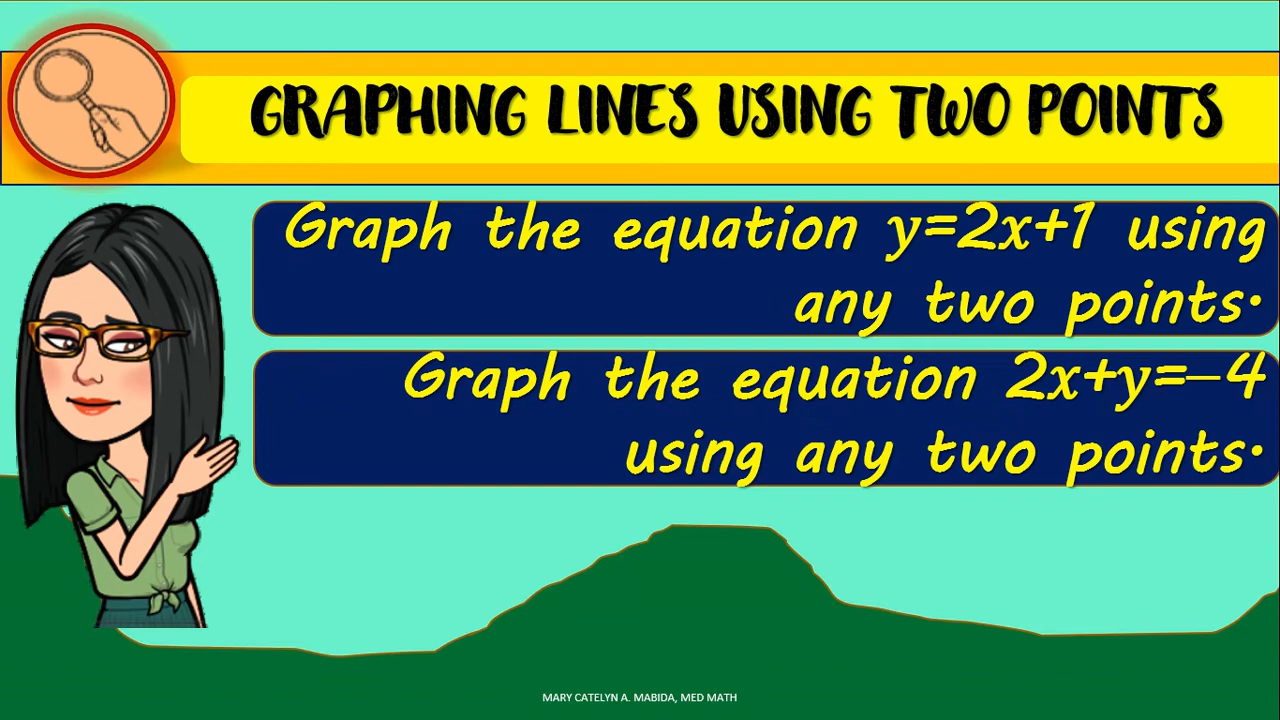 GRAPHING LINES USING TWO POINTS
Graph the equation y=2x+1 using
any two points.
Graph the equation 2x+y=−4
using any two points.
MARY CATELYN A. MABIDA, MED MATH